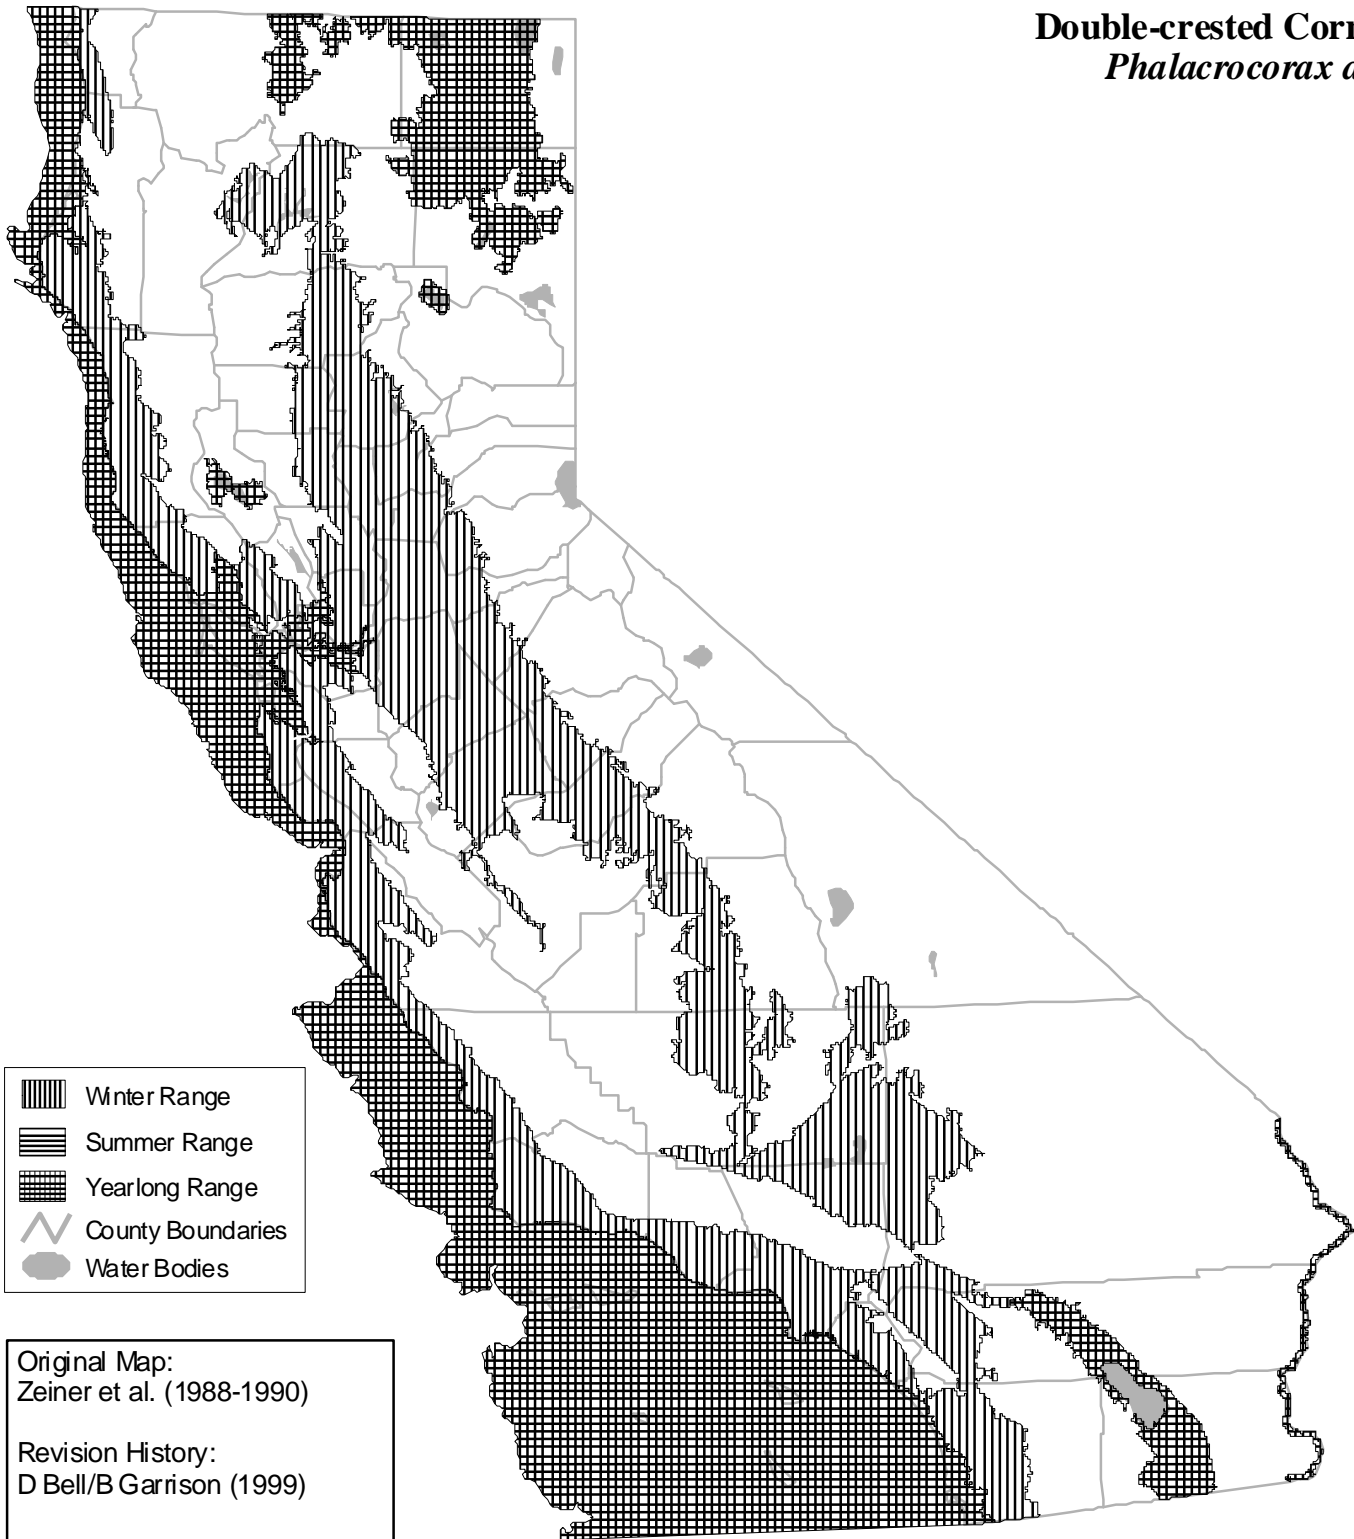 Double-crested
Phalacrocorax
Winter Range
Summer Range
Yearlong Range
County Boundaries
Water Bodies
Original Map:
Zeiner et al. (1988-1990)
Revision History:
D Bell/B Garrison (1999)